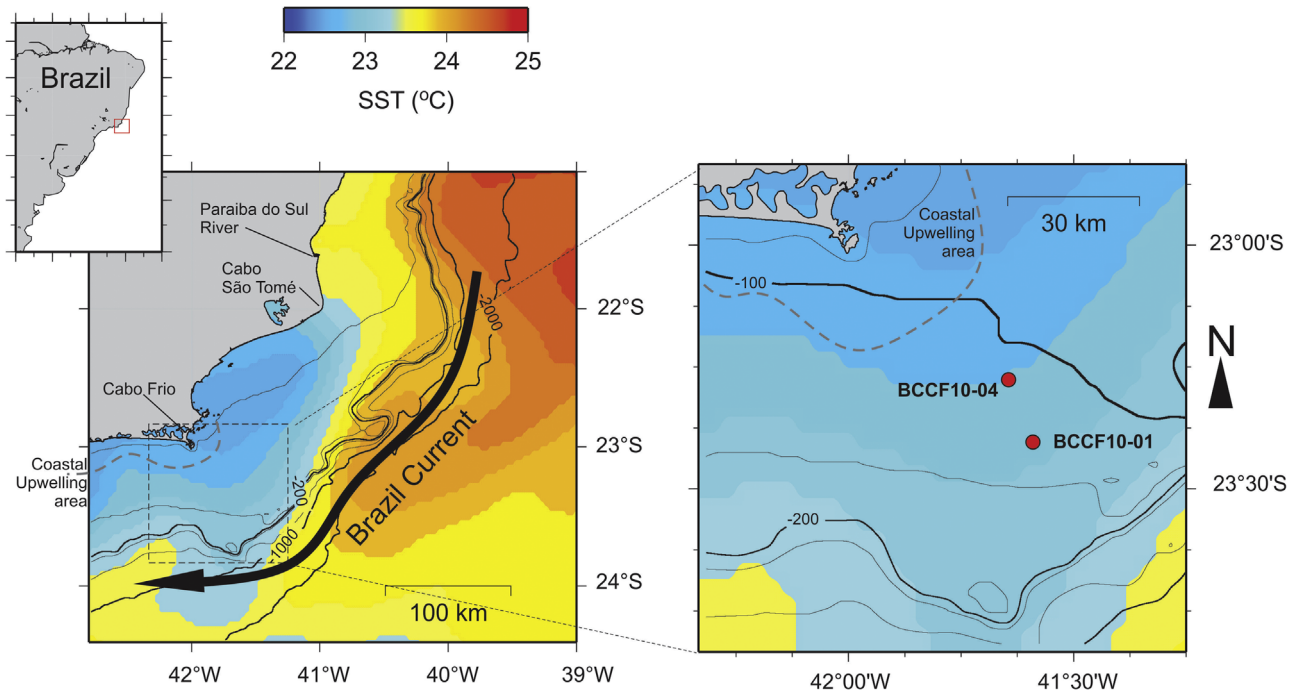 Brazil
22 23 24 25
SST (ºC)
Paraiba do Sul
River
Cabo
São Tomé
Cabo Frio
Coastal
Upwelling
area
-2000
-200
-1000
Brazil Current
100 km
22°S
23°S
24°S
42°W 41°W 40°W 39°W
Coastal
Upwelling
area
30 km
-100
BCCF10-04
BCCF10-01
-200
23°00'S
23°30'S
N
42°00'W 41°30'W